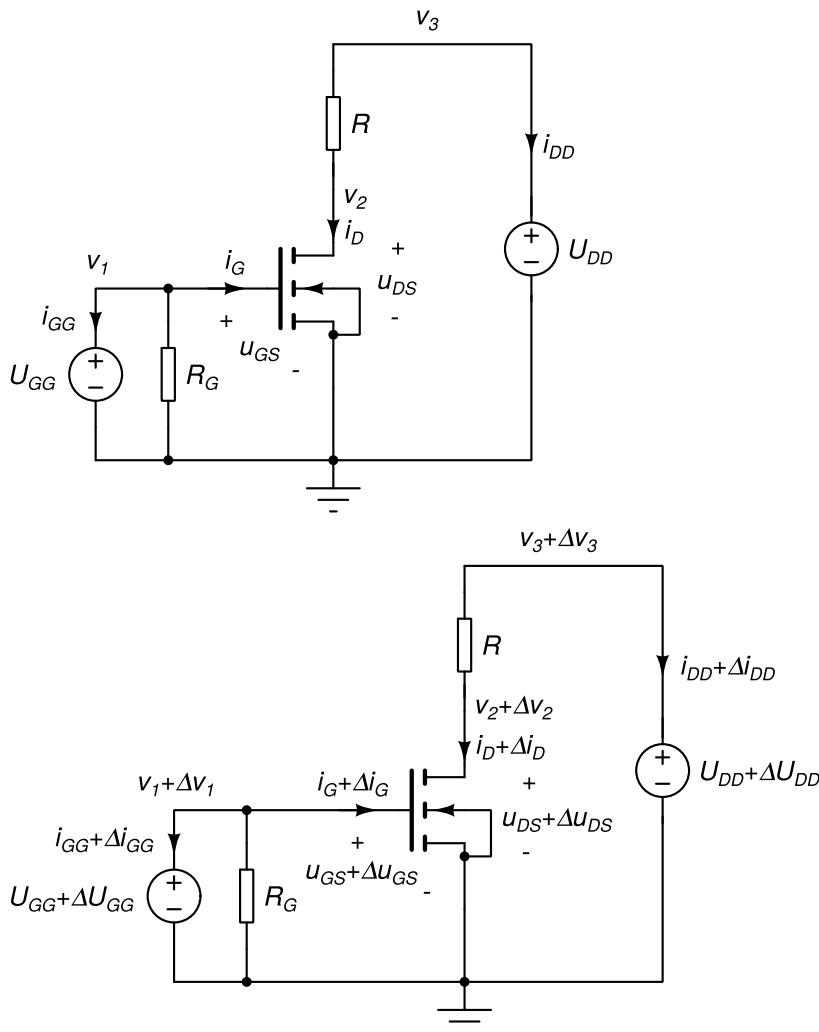 v3
R
iDD
v2
iD
+
+
UDD
v1
iG
uDS
−
iGG
+
-
+
uGS
UGG
RG
−
-
v3+Δv3
R
iDD+ΔiDD
v2+Δv2
iD+ΔiD
+
UDD+ΔUDD
v1+Δv1
iG+ΔiG
+
−
uDS+ΔuDS
iGG+ΔiGG
+
-
+
uGS+ΔuGS
UGG+ΔUGG
RG
−
-